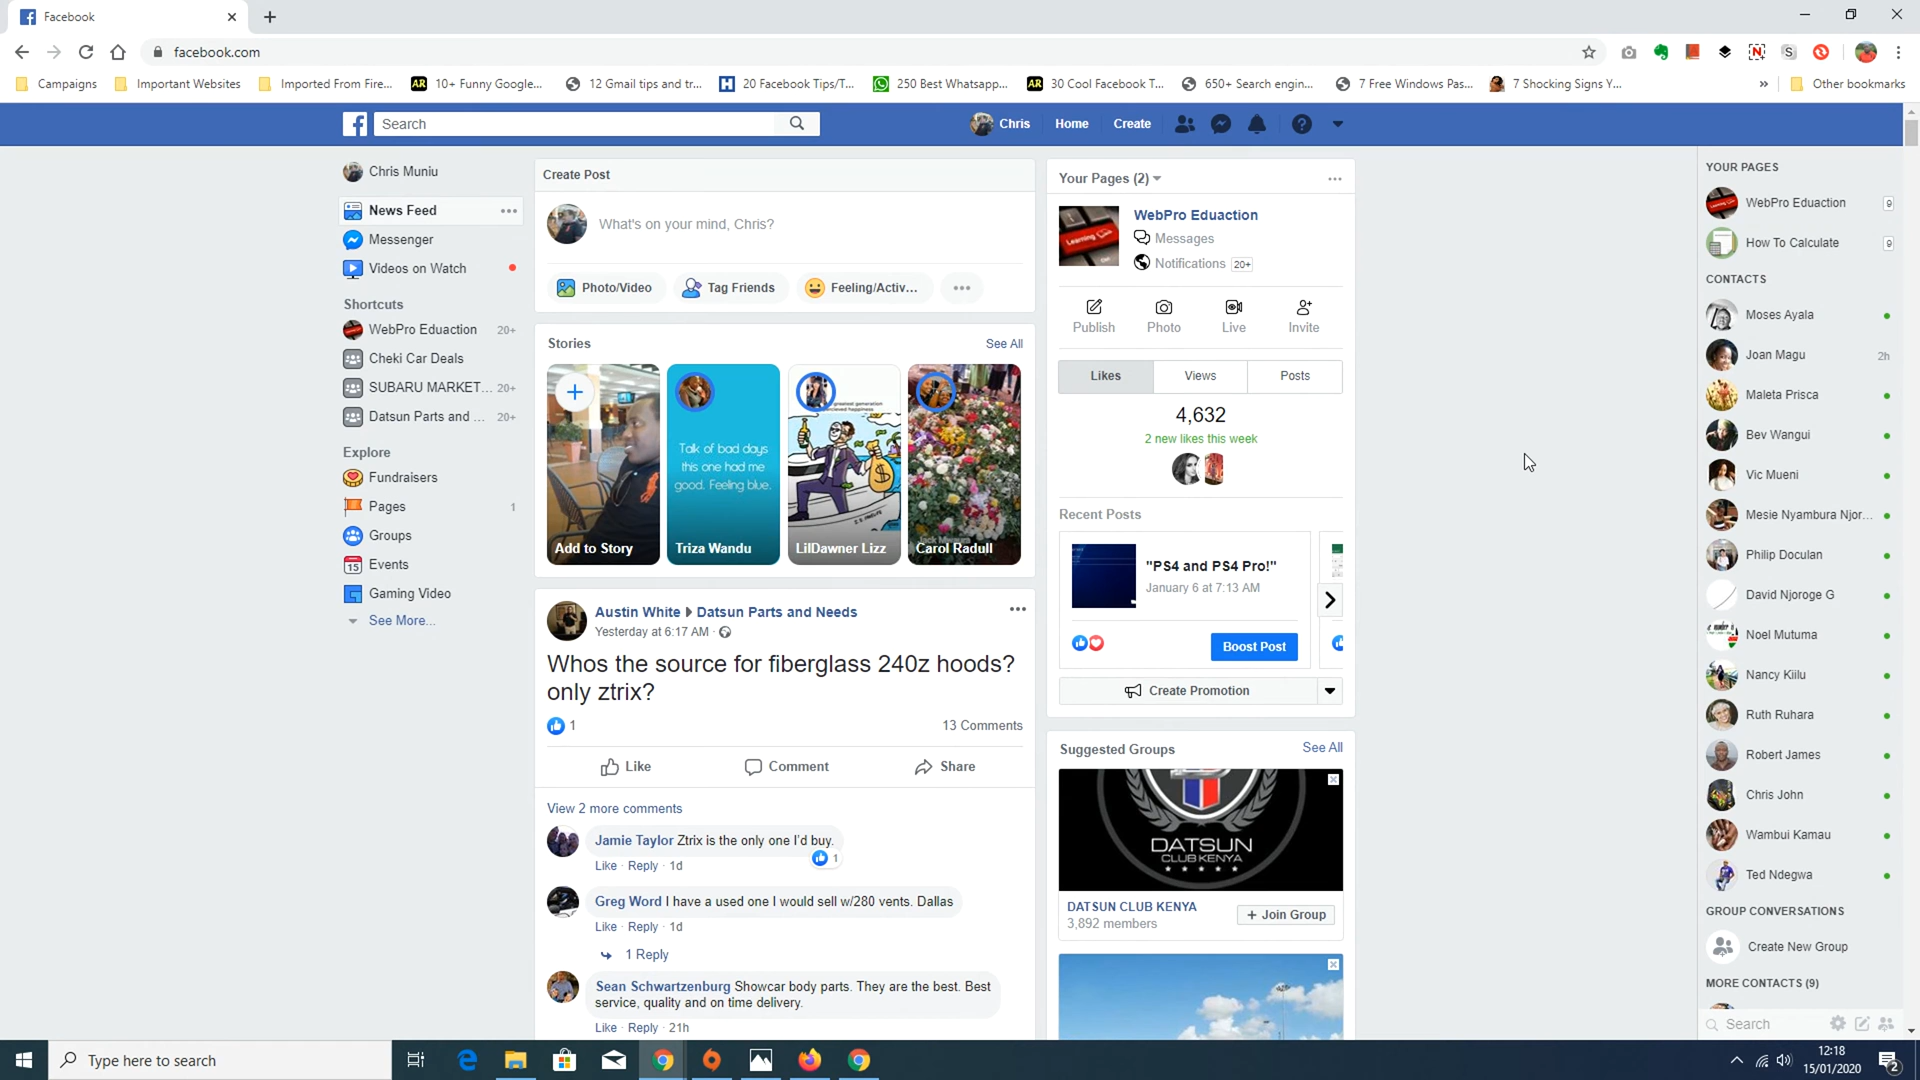 Facebook
facebook.com
Campaigns
Important Websites
Imported From Fire...
AR 10+ Funny Google...
12 Gmail tips and tr...
H 20 Facebook Tips/T...
250 Best Whatsapp...
AR 30 Cool Facebook T...
650+ Search engin...
7 Free Windows Pas...
7 Shocking Signs Y...
»
Other bookmarks
Search
Chris
Home
Create
Chris Muniu
News Feed
Messenger
Videos on Watch
Shortcuts
WebPro Eduaction 20+
Cheki Car Deals
SUBARU MARKET... 20+
Datsun Parts and ... 20+
Explore
Fundraisers
Pages 1
Groups
15 Events
Gaming Video
See More...
Create Post
What's on your mind, Chris?
Photo/Video
Tag Friends
Feeling/Activ...
Stories
See All
Add to Story
Talk of bad days
this one had me
good. Feeling blue.
Triza Wandu
LilDawner Lizz
Carol Radull
Austin White
Datsun Parts and Needs
Yesterday at 6:17 AM ·
Whos the source for fiberglass 240z hoods?
only ztrix?
1
13 Comments
Like
Comment
Share
View 2 more comments
Jamie Taylor Ztrix is the only one I'd buy.
1
Like · Reply · 1d
Greg Word I have a used one I would sell w/280 vents. Dallas
Like · Reply · 1d
1 Reply
Sean Schwartzenburg Showcar body parts. They are the best. Best
service, quality and on time delivery.
Like · Reply · 21h
Your Pages (2)
Learning
WebPro Eduaction
Messages
Notifications 20+
Publish
Photo
Live
Invite
Likes
Views
Posts
4,632
2 new likes this week
Recent Posts
"PS4 and PS4 Pro!"
January 6 at 7:13 AM
Boost Post
Create Promotion
Suggested Groups
See All
DATSUN
CLUB KENYA
DATSUN CLUB KENYA
3,892 members
+ Join Group
YOUR PAGES
WebPro Eduaction 9
How To Calculate 9
CONTACTS
Moses Ayala
Joan Magu 2h
Maleta Prisca
Bev Wangui
Vic Mueni
Mesie Nyambura Njor...
Philip Doculan
David Njoroge G
Noel Mutuma
Nancy Kiilu
Ruth Ruhara
Robert James
Chris John
Wambui Kamau
Ted Ndegwa
GROUP CONVERSATIONS
Create New Group
MORE CONTACTS (9)
Search
Type here to search
12:18
15/01/2020
2